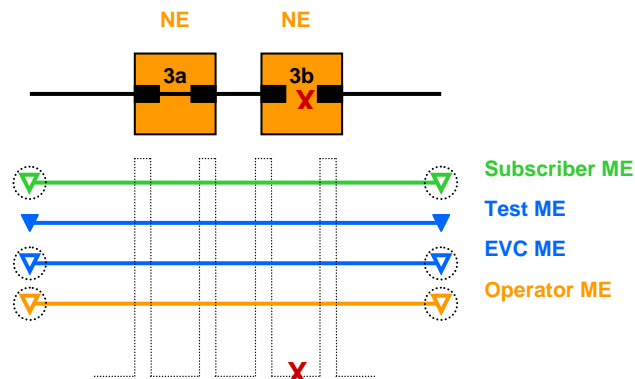 NE NE
3a 3b
X
Subscriber ME
Test ME
EVC ME
Operator ME
X